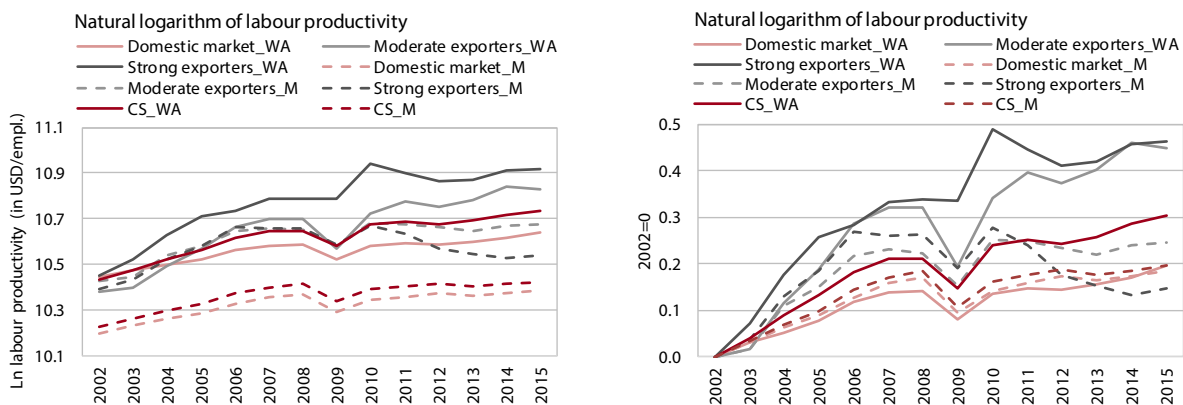 Natural logarithm of labour productivity
Domestic market_WA
Moderate exporters_WA
Strong exporters_WA
Domestic market_M
Moderate exporters_M
Strong exporters_M
CS_WA
CS_M
Ln labour productivity (in USD/empl.)
11.1
10.9
10.7
10.5
10.3
10.1
2002
2003
2004
2005
2006
2007
2008
2009
2010
2011
2012
2013
2014
2015
Natural logarithm of labour productivity
Domestic market_WA
Moderate exporters_WA
Strong exporters_WA
Domestic market_M
Moderate exporters_M
Strong exporters_M
CS_WA
CS_M
2002=0
0.5
0.4
0.3
0.2
0.1
0.0
2002
2003
2004
2005
2006
2007
2008
2009
2010
2011
2012
2013
2014
2015